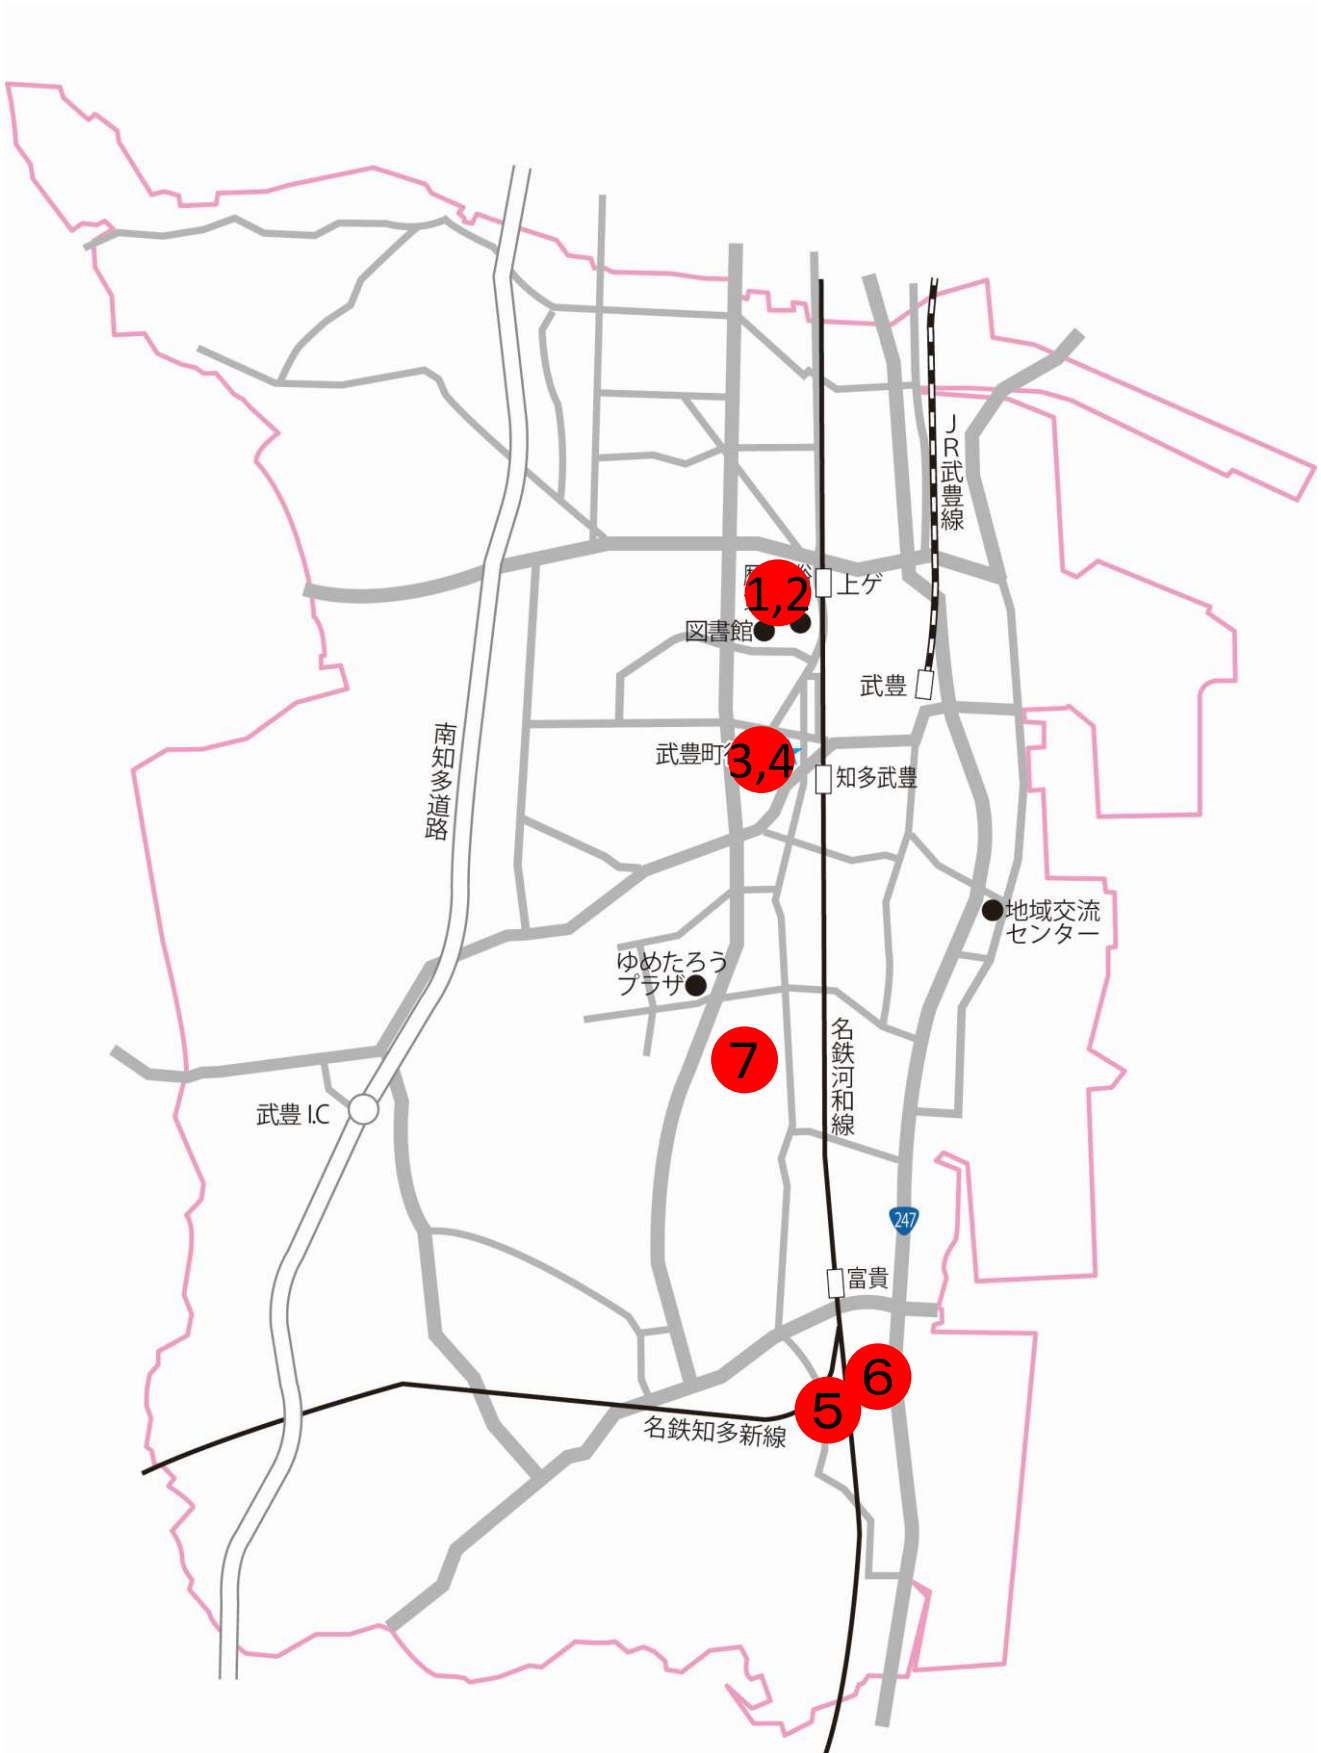 JR武豊線
1,2
上ゲ
図書館
武豊
南知多道路
武豊町
3,4
知多武豊
地域交流
センター
ゆめたろう
プラザ
名鉄河和線
7
武豊 I.C
247
富貴
6
5
名鉄知多新線